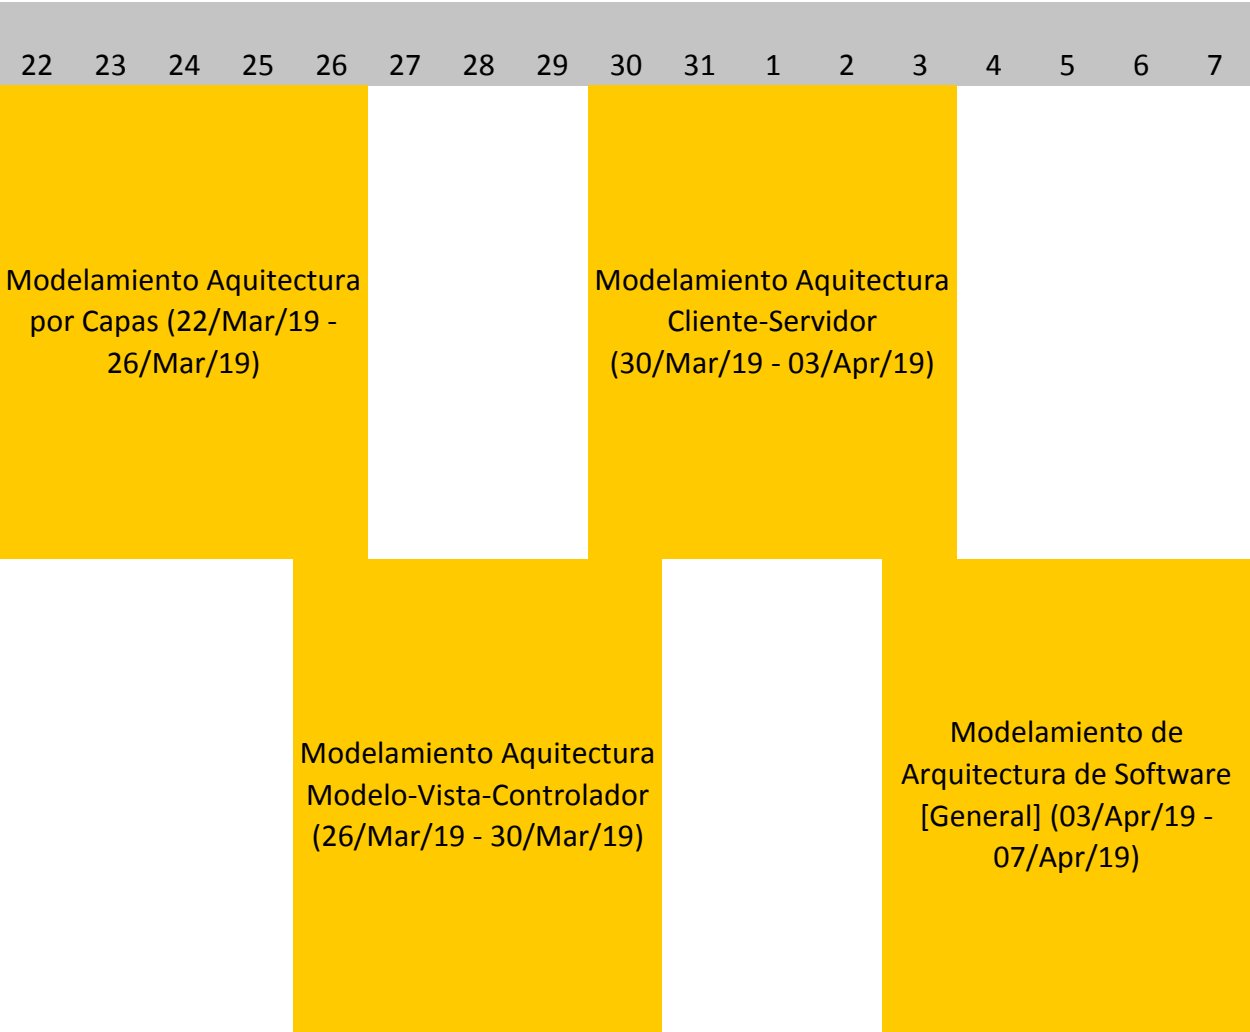 22 23 24 25 26 27 28 29 30 31 1 2 3 4 5 6 7
Modelamiento Aquitectura
por Capas (22/Mar/19 -
26/Mar/19)
Modelamiento Aquitectura
Cliente-Servidor
(30/Mar/19 - 03/Apr/19)
Modelamiento Aquitectura
Modelo-Vista-Controlador
(26/Mar/19 - 30/Mar/19)
Modelamiento de
Arquitectura de Software
[General] (03/Apr/19 -
07/Apr/19)